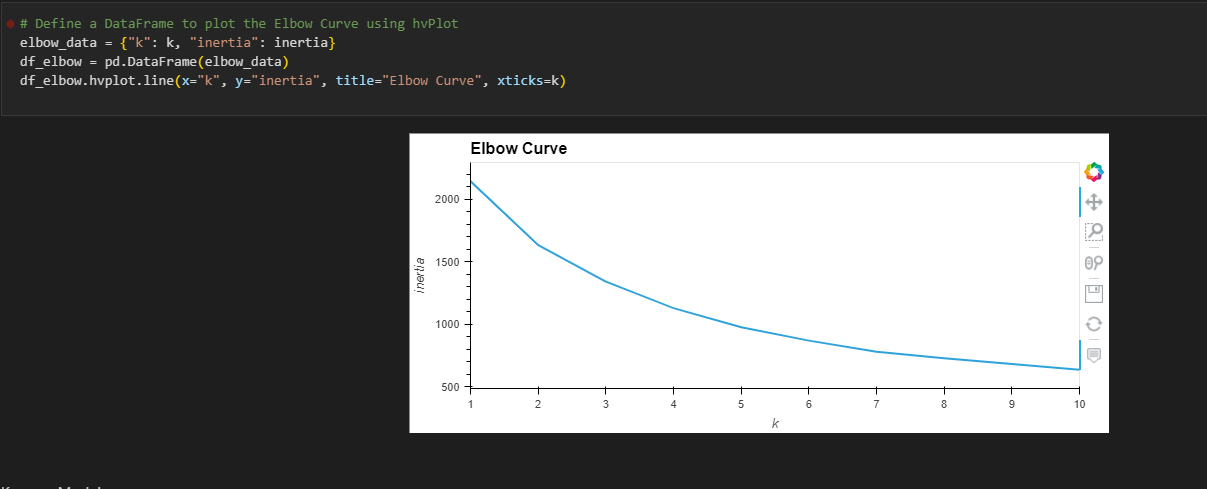 # Define a DataFrame to plot the Elbow Curve using hvPlot
elbow_data = {"k": k, "inertia": inertia}
df_elbow = pd.DataFrame(elbow_data)
df_elbow.hvplot.line(x="k", y="inertia", title="Elbow Curve", xticks=k)
Elbow Curve
2000
1500
1000
500
inertia
1 2 3 4 5 6 7 8 9 10
k